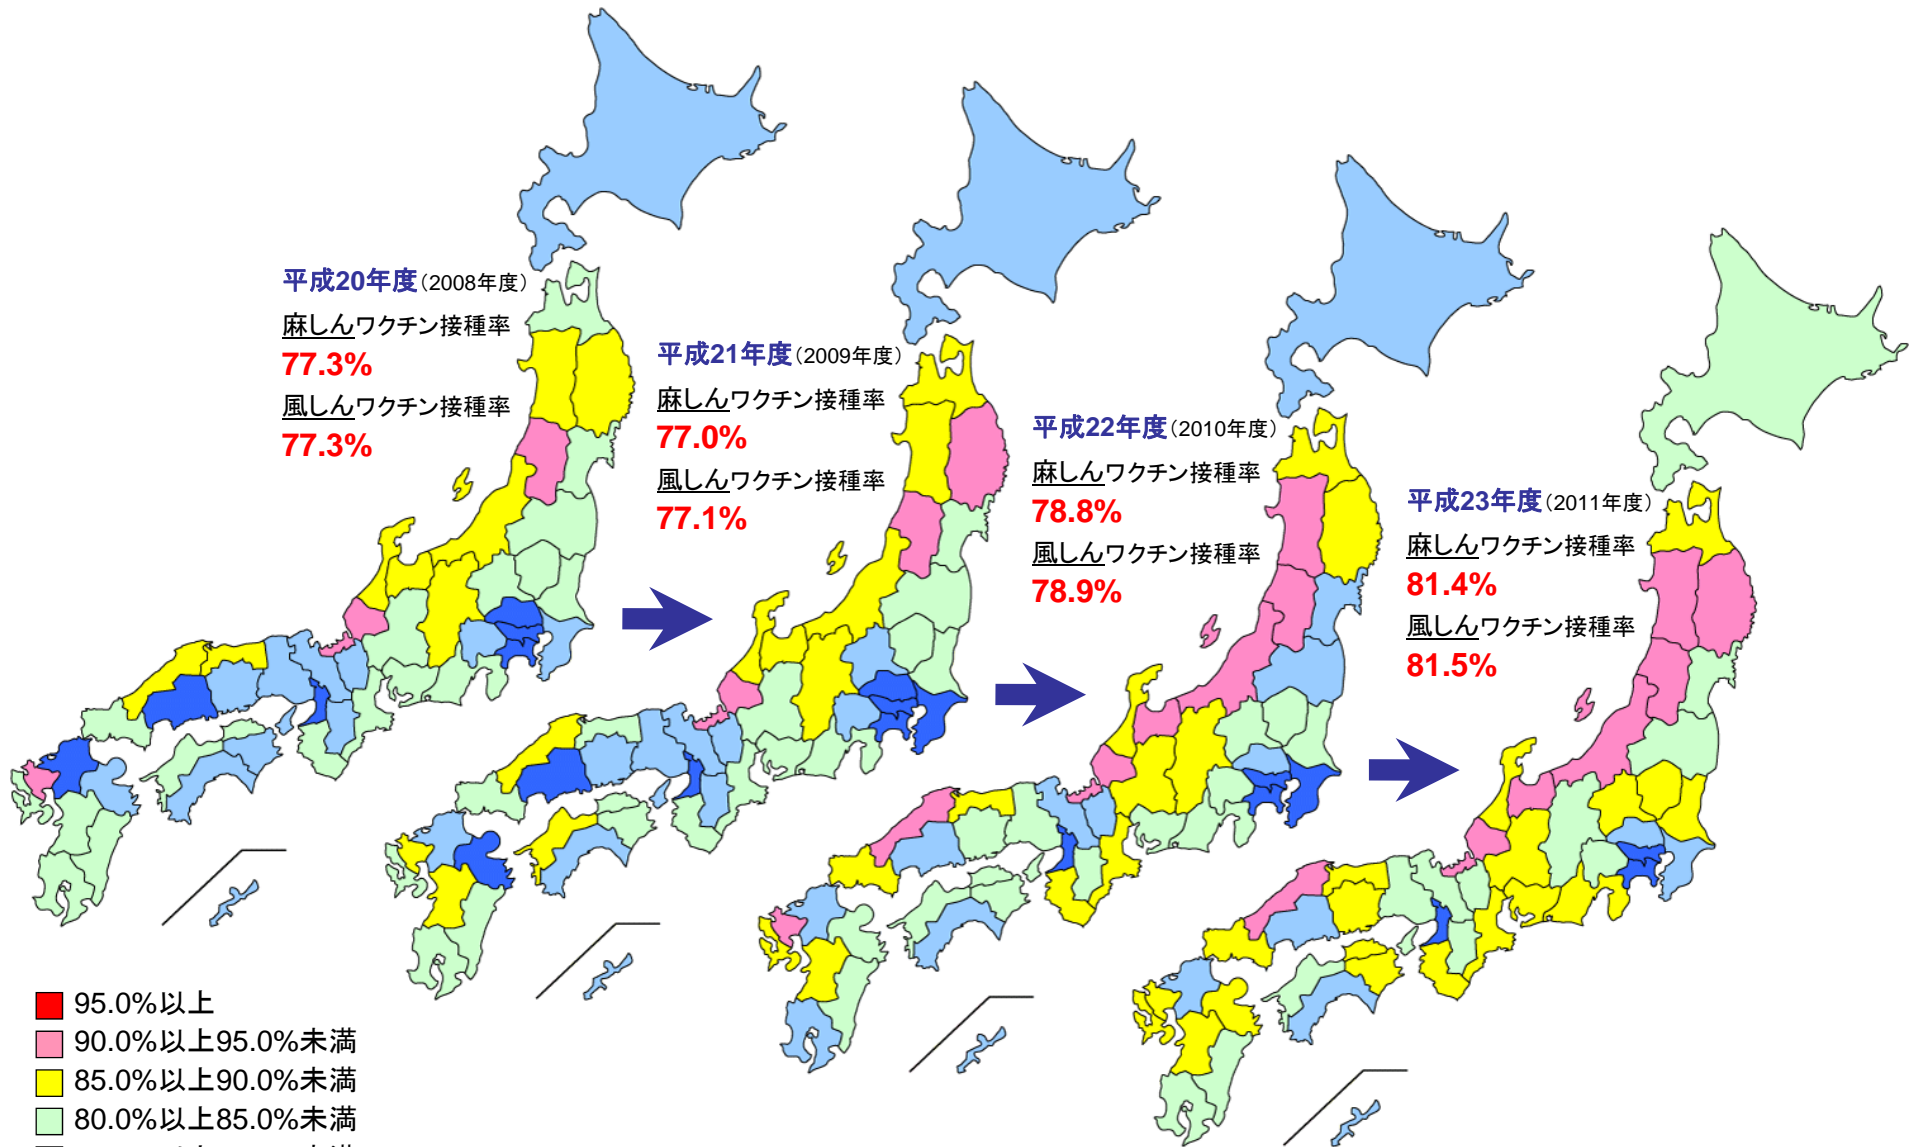 平成20年度(2008年度)
麻しんワクチン接種率
77.3%
風しんワクチン接種率
77.3%
平成21年度(2009年度)
麻しんワクチン接種率
77.0%
風しんワクチン接種率
77.1%
平成22年度(2010年度)
麻しんワクチン接種率
78.8%
風しんワクチン接種率
78.9%
平成23年度(2011年度)
麻しんワクチン接種率
81.4%
風しんワクチン接種率
81.5%
95.0%以上
90.0%以上95.0%未満
85.0%以上90.0%未満
80.0%以上85.0%未満